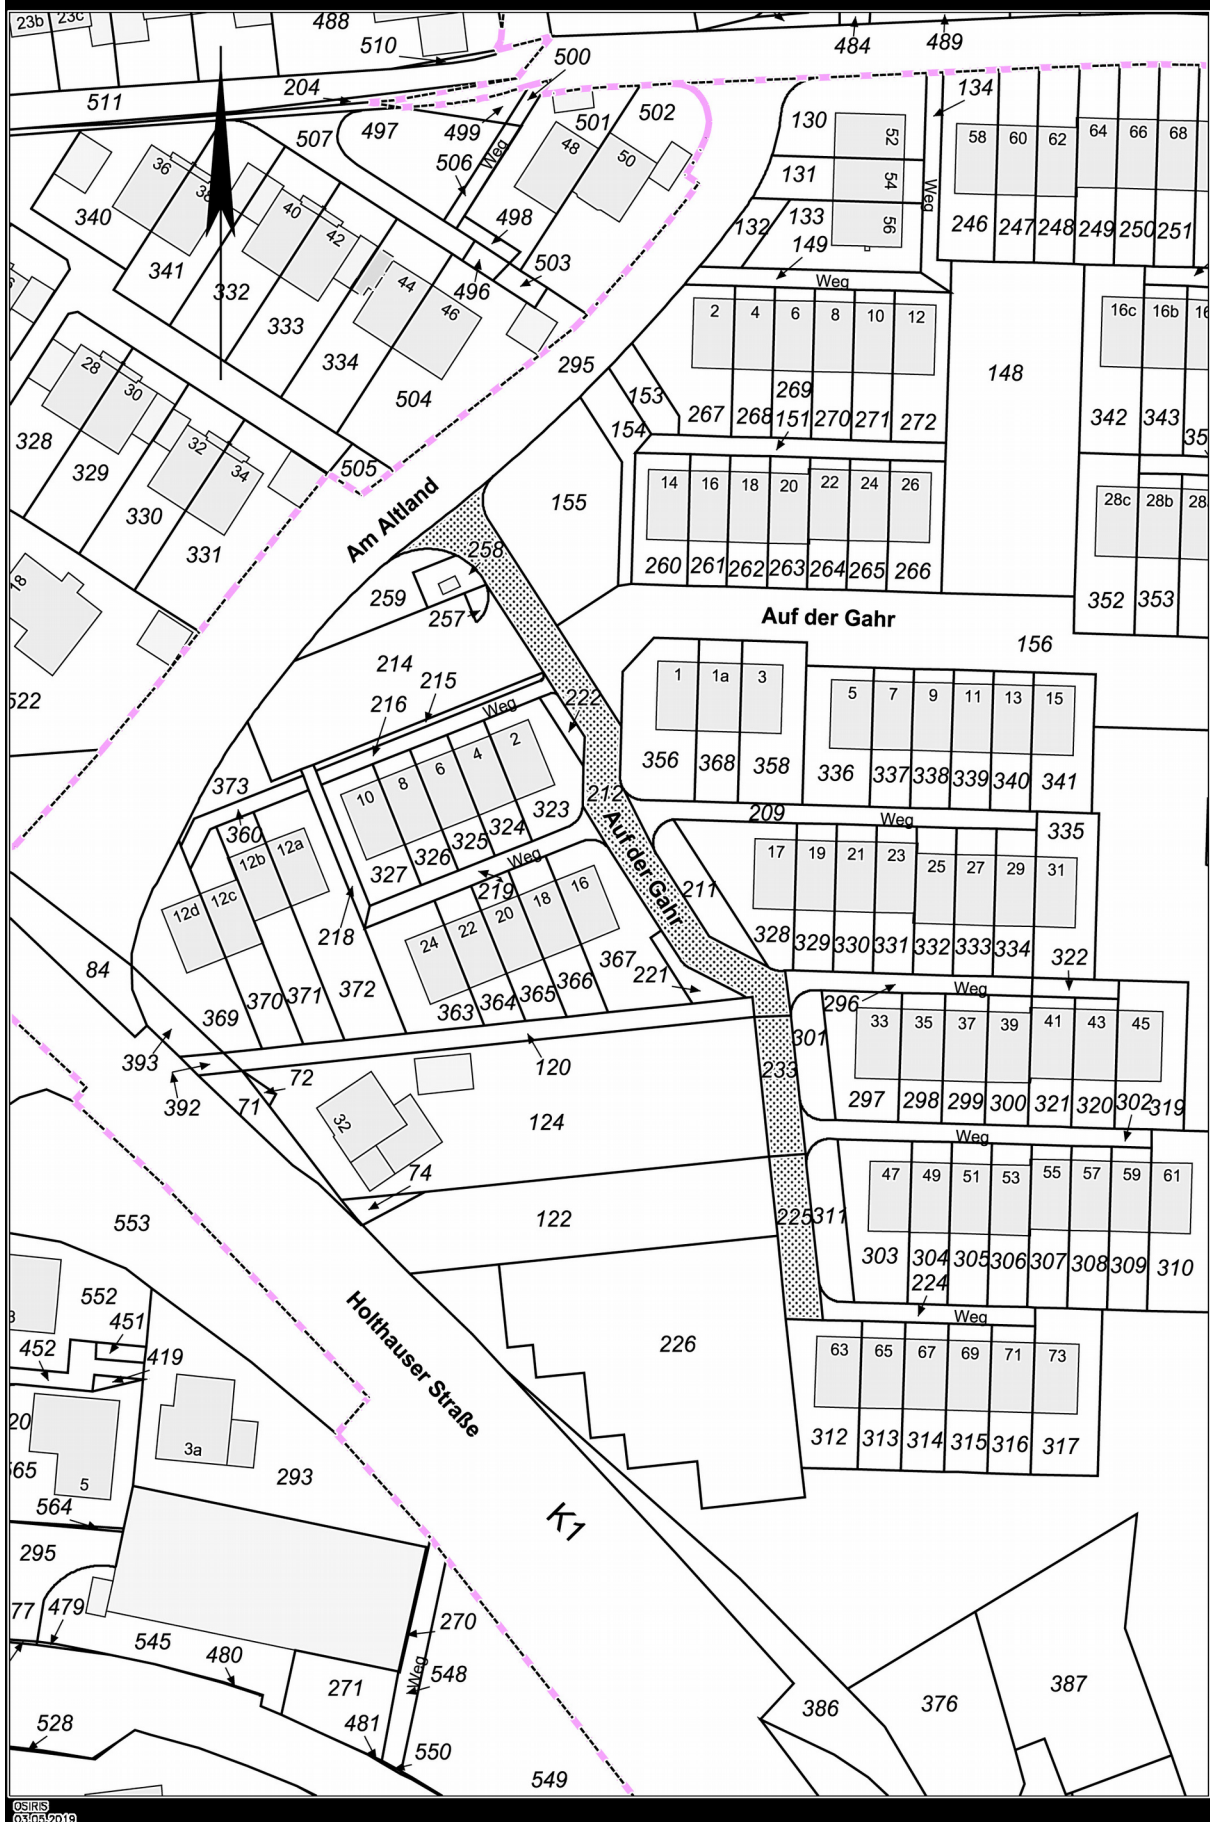 23b 23c 488
510 484 489
500
204
511 134
507 497 499 501 502 130 52
36 38 506 Weg 48 50 58 60 62 64 66 68
340 40 42 131 54
498 132 133 56 Weg 246 247 248 249 250 251
341 332 503 149
44 46 496 Weg
333 2 4 6 8 10 12 16c 16b 16
334 295 148
28 30 504 153 269
154 267 268 151 270 271 272 342 343 35
328 32 34 505
329 14 16 18 20 22 24 26 28c 28b 28
330 Am Altland 155
331 258 260 261 262 263 264 265 266
18 259 257 352 353
Auf der Gahr
156
214
522 215 222 1 1a 3 5 7 9 11 13 15
216 Weg
2 4 6 8 10
373 356 368 358 336 337 338 339 340 341
212
360 323 209 Weg 335
12b 12a 324 325 326 327 Weg Auf der Gahr
17 19 21 23 25 27 29 31
12d 12c 219 16 18 20 22 24 211
218 328 329 330 331 332 333 334
84 367 221 322
369 370 371 372 363 364 365 366 296 Weg
301 33 35 37 39 41 43 45
393 120 233
72
392 71 297 298 299 300 321 320 302 319
32 124 Weg
74 47 49 51 53 55 57 59 61
553 122 225 311
303 304 305 306 307 308 309 310
552 224
451 Holthauser Straße Weg
452 419 226 63 65 67 69 71 73
20 3a
565 5 293 312 313 314 315 316 317
564
K1
295
77 479 545 270
480 Weg 548
271 387
528 481 386 376
550
549
OSIRIS
03.05.2019